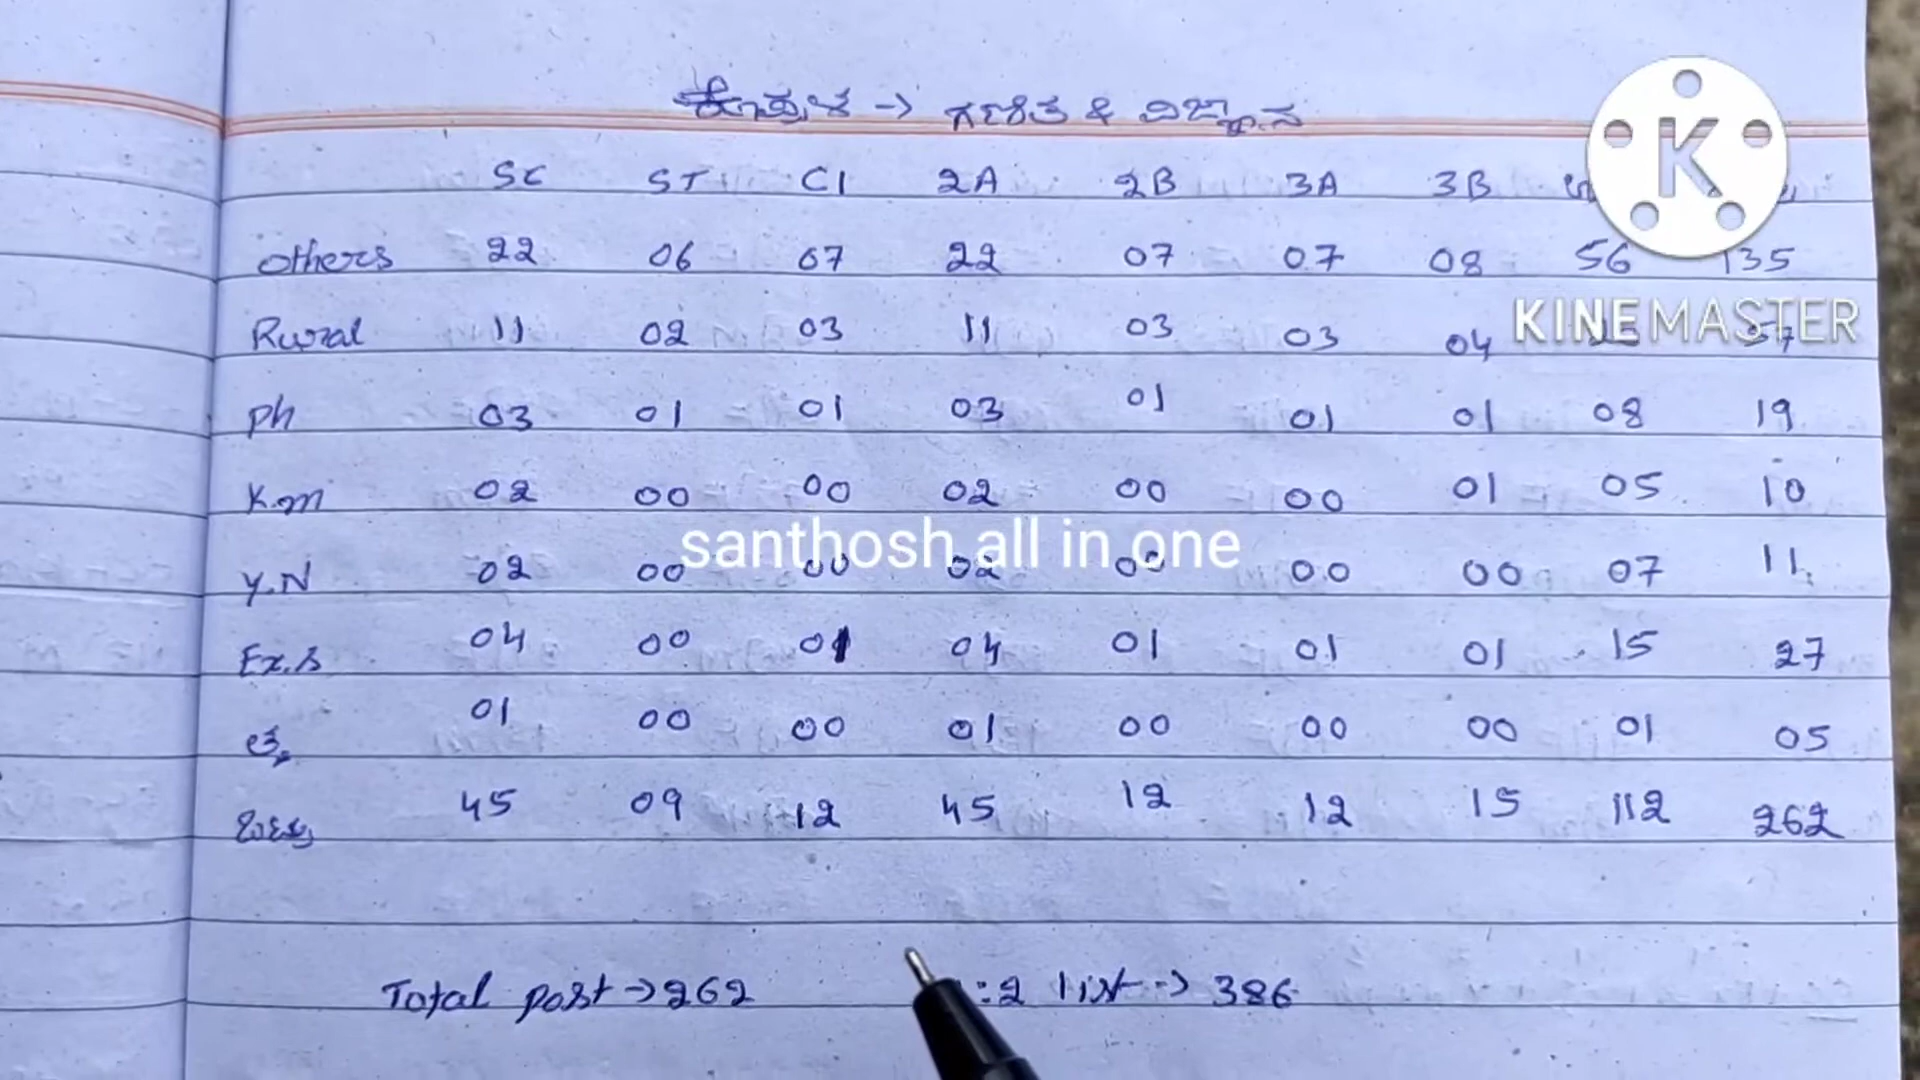 ಕೊಪ್ಪಳ → ಗಣಿತ & ವಿಜ್ಞಾನ
SC ST C1 2A 2B 3A 3B
others 22 06 07 22 07 07 08 56 135
Rural 11 02 03 11 03 03 04 57
Ph 03 01 01 03 01 01 01 08 19
K.m 02 00 00 02 00 00 01 05 10
Y.N 02 00 00 02 00 00 00 07 11
Ex.s 04 00 01 04 01 01 01 15 27
01 00 00 01 00 00 00 01 05
ಒಟ್ಟು 45 09 12 45 12 12 15 112 262
Total post → 262 :2 list → 386
K
KINEMASTER
santhosh all in one